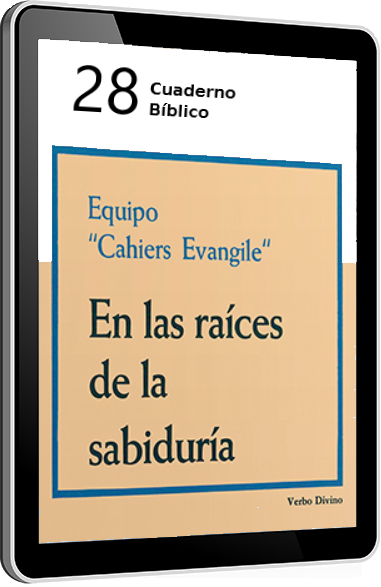 28 Cuaderno
Bíblico
Equipo
“Cahiers Evangile“
En las raíces
de la
sabiduría
Verbo Divino